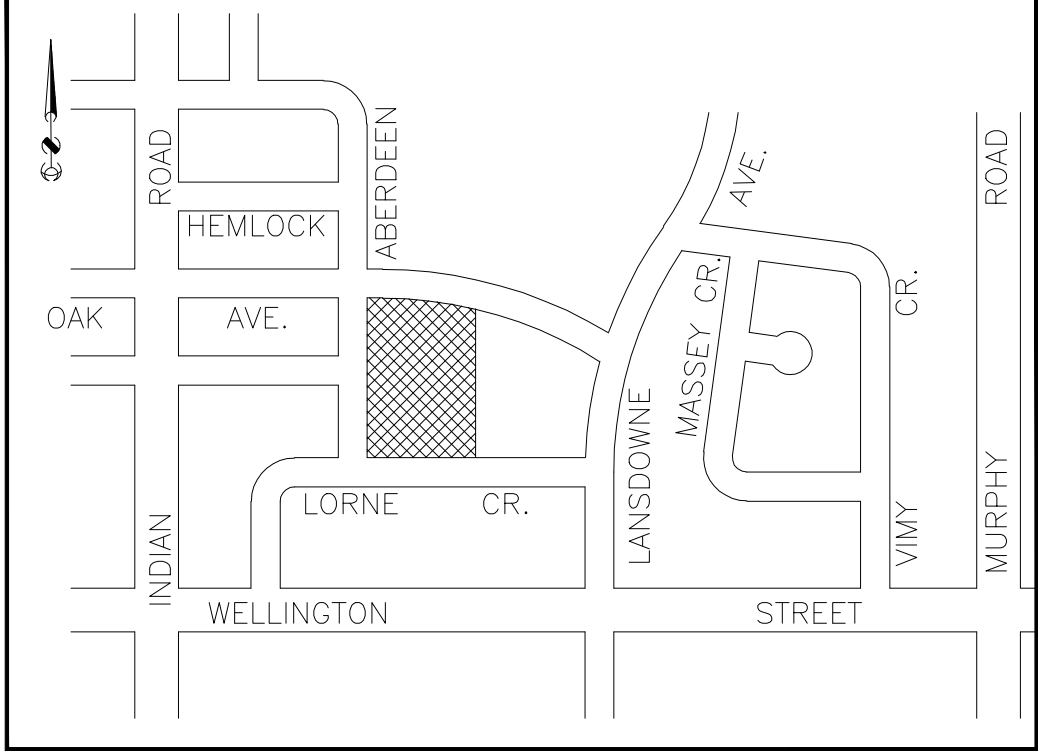 ROAD
ABERDEEN
HEMLOCK
OAK AVE.
LORNE CR.
INDIAN
WELLINGTON STREET
LANSDOWNE
AVE.
MASSEY CR.
CR.
VIMY
ROAD
MURPHY